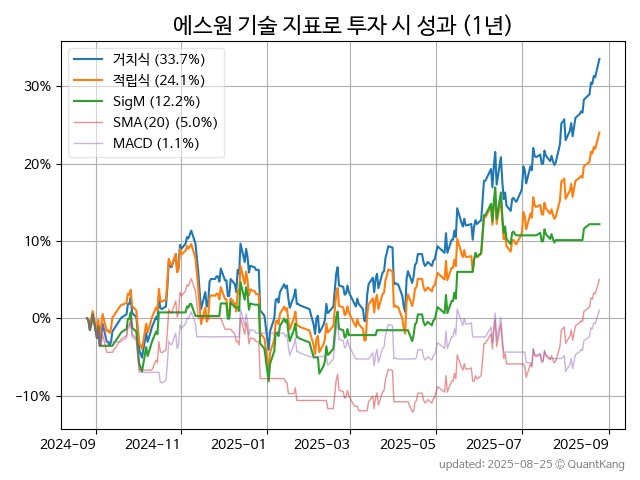 에스원 기술 지표로 투자 시 성과 (1년)
거치식 (33.7%)
적립식 (24.1%)
SigM (12.2%)
SMA(20) (5.0%)
MACD (1.1%)
30%
20%
10%
0%
−10%
2024-09 2024-11 2025-01 2025-03 2025-05 2025-07 2025-09
updated: 2025-08-25 © QuantKang